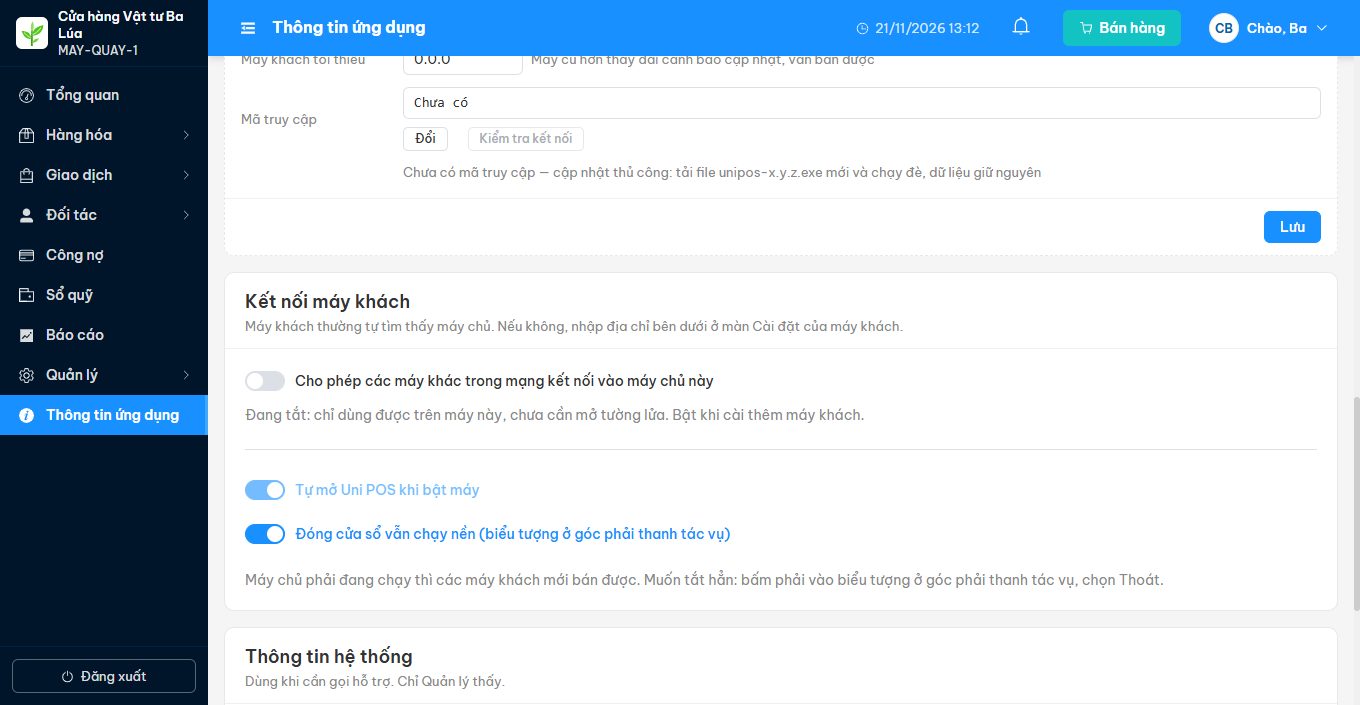 Cửa hàng Vật tư Ba Lúa
MAY-QUAY-1
Thông tin ứng dụng
21/11/2026 13:12
Bán hàng
CB
Chào, Ba
Tổng quan
Hàng hóa
Giao dịch
Đối tác
Công nợ
Sổ quỹ
Báo cáo
Quản lý
Thông tin ứng dụng
Đăng xuất
Máy khách tối thiểu
0.0.0
Máy cũ hơn thấy dải cảnh báo cập nhật, vẫn bán được
Mã truy cập
Chưa có
Đổi
Kiểm tra kết nối
Chưa có mã truy cập — cập nhật thủ công: tải file unipos-x.y.z.exe mới và chạy đè, dữ liệu giữ nguyên
Lưu
Kết nối máy khách
Máy khách thường tự tìm thấy máy chủ. Nếu không, nhập địa chỉ bên dưới ở màn Cài đặt của máy khách.
Cho phép các máy khác trong mạng kết nối vào máy chủ này
Đang tắt: chỉ dùng được trên máy này, chưa cần mở tường lửa. Bật khi cài thêm máy khách.
Tự mở Uni POS khi bật máy
Đóng cửa sổ vẫn chạy nền (biểu tượng ở góc phải thanh tác vụ)
Máy chủ phải đang chạy thì các máy khách mới bán được. Muốn tắt hẳn: bấm phải vào biểu tượng ở góc phải thanh tác vụ, chọn Thoát.
Thông tin hệ thống
Dùng khi cần gọi hỗ trợ. Chỉ Quản lý thấy.